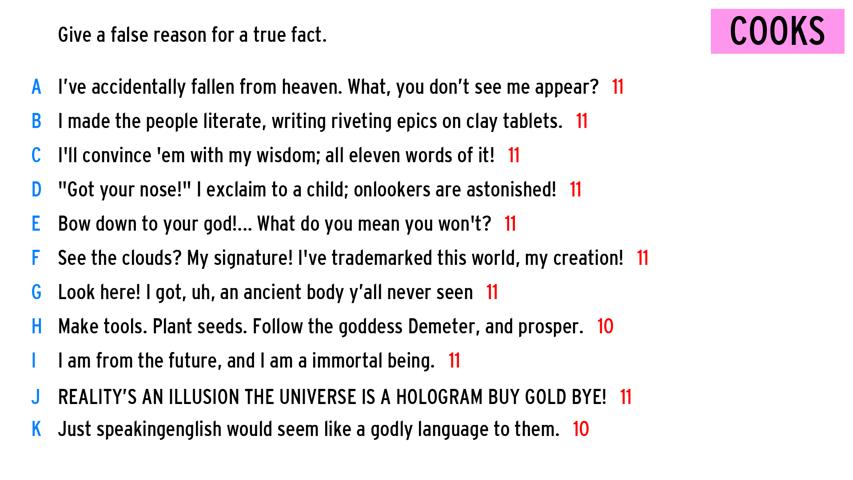 Give a false reason for a true fact.
COOKS
A I've accidentally fallen from heaven. What, you don’t see me appear? 11
B I made the people literate, writing riveting epics on clay tablets. 11
C I'll convince 'em with my wisdom; all eleven words of it! 11
D "Got your nose!" I exclaim to a child; onlookers are astonished! 11
E Bow down to your god!... What do you mean you won't? 11
F See the clouds? My signature! I've trademarked this world, my creation! 11
G Look here! I got, uh, an ancient body y’all never seen 11
H Make tools. Plant seeds. Follow the goddess Demeter, and prosper. 10
I I am from the future, and I am a immortal being. 11
J REALITY’S AN ILLUSION THE UNIVERSE IS A HOLOGRAM BUY GOLD BYE! 11
K Just speakingenglish would seem like a godly language to them. 10